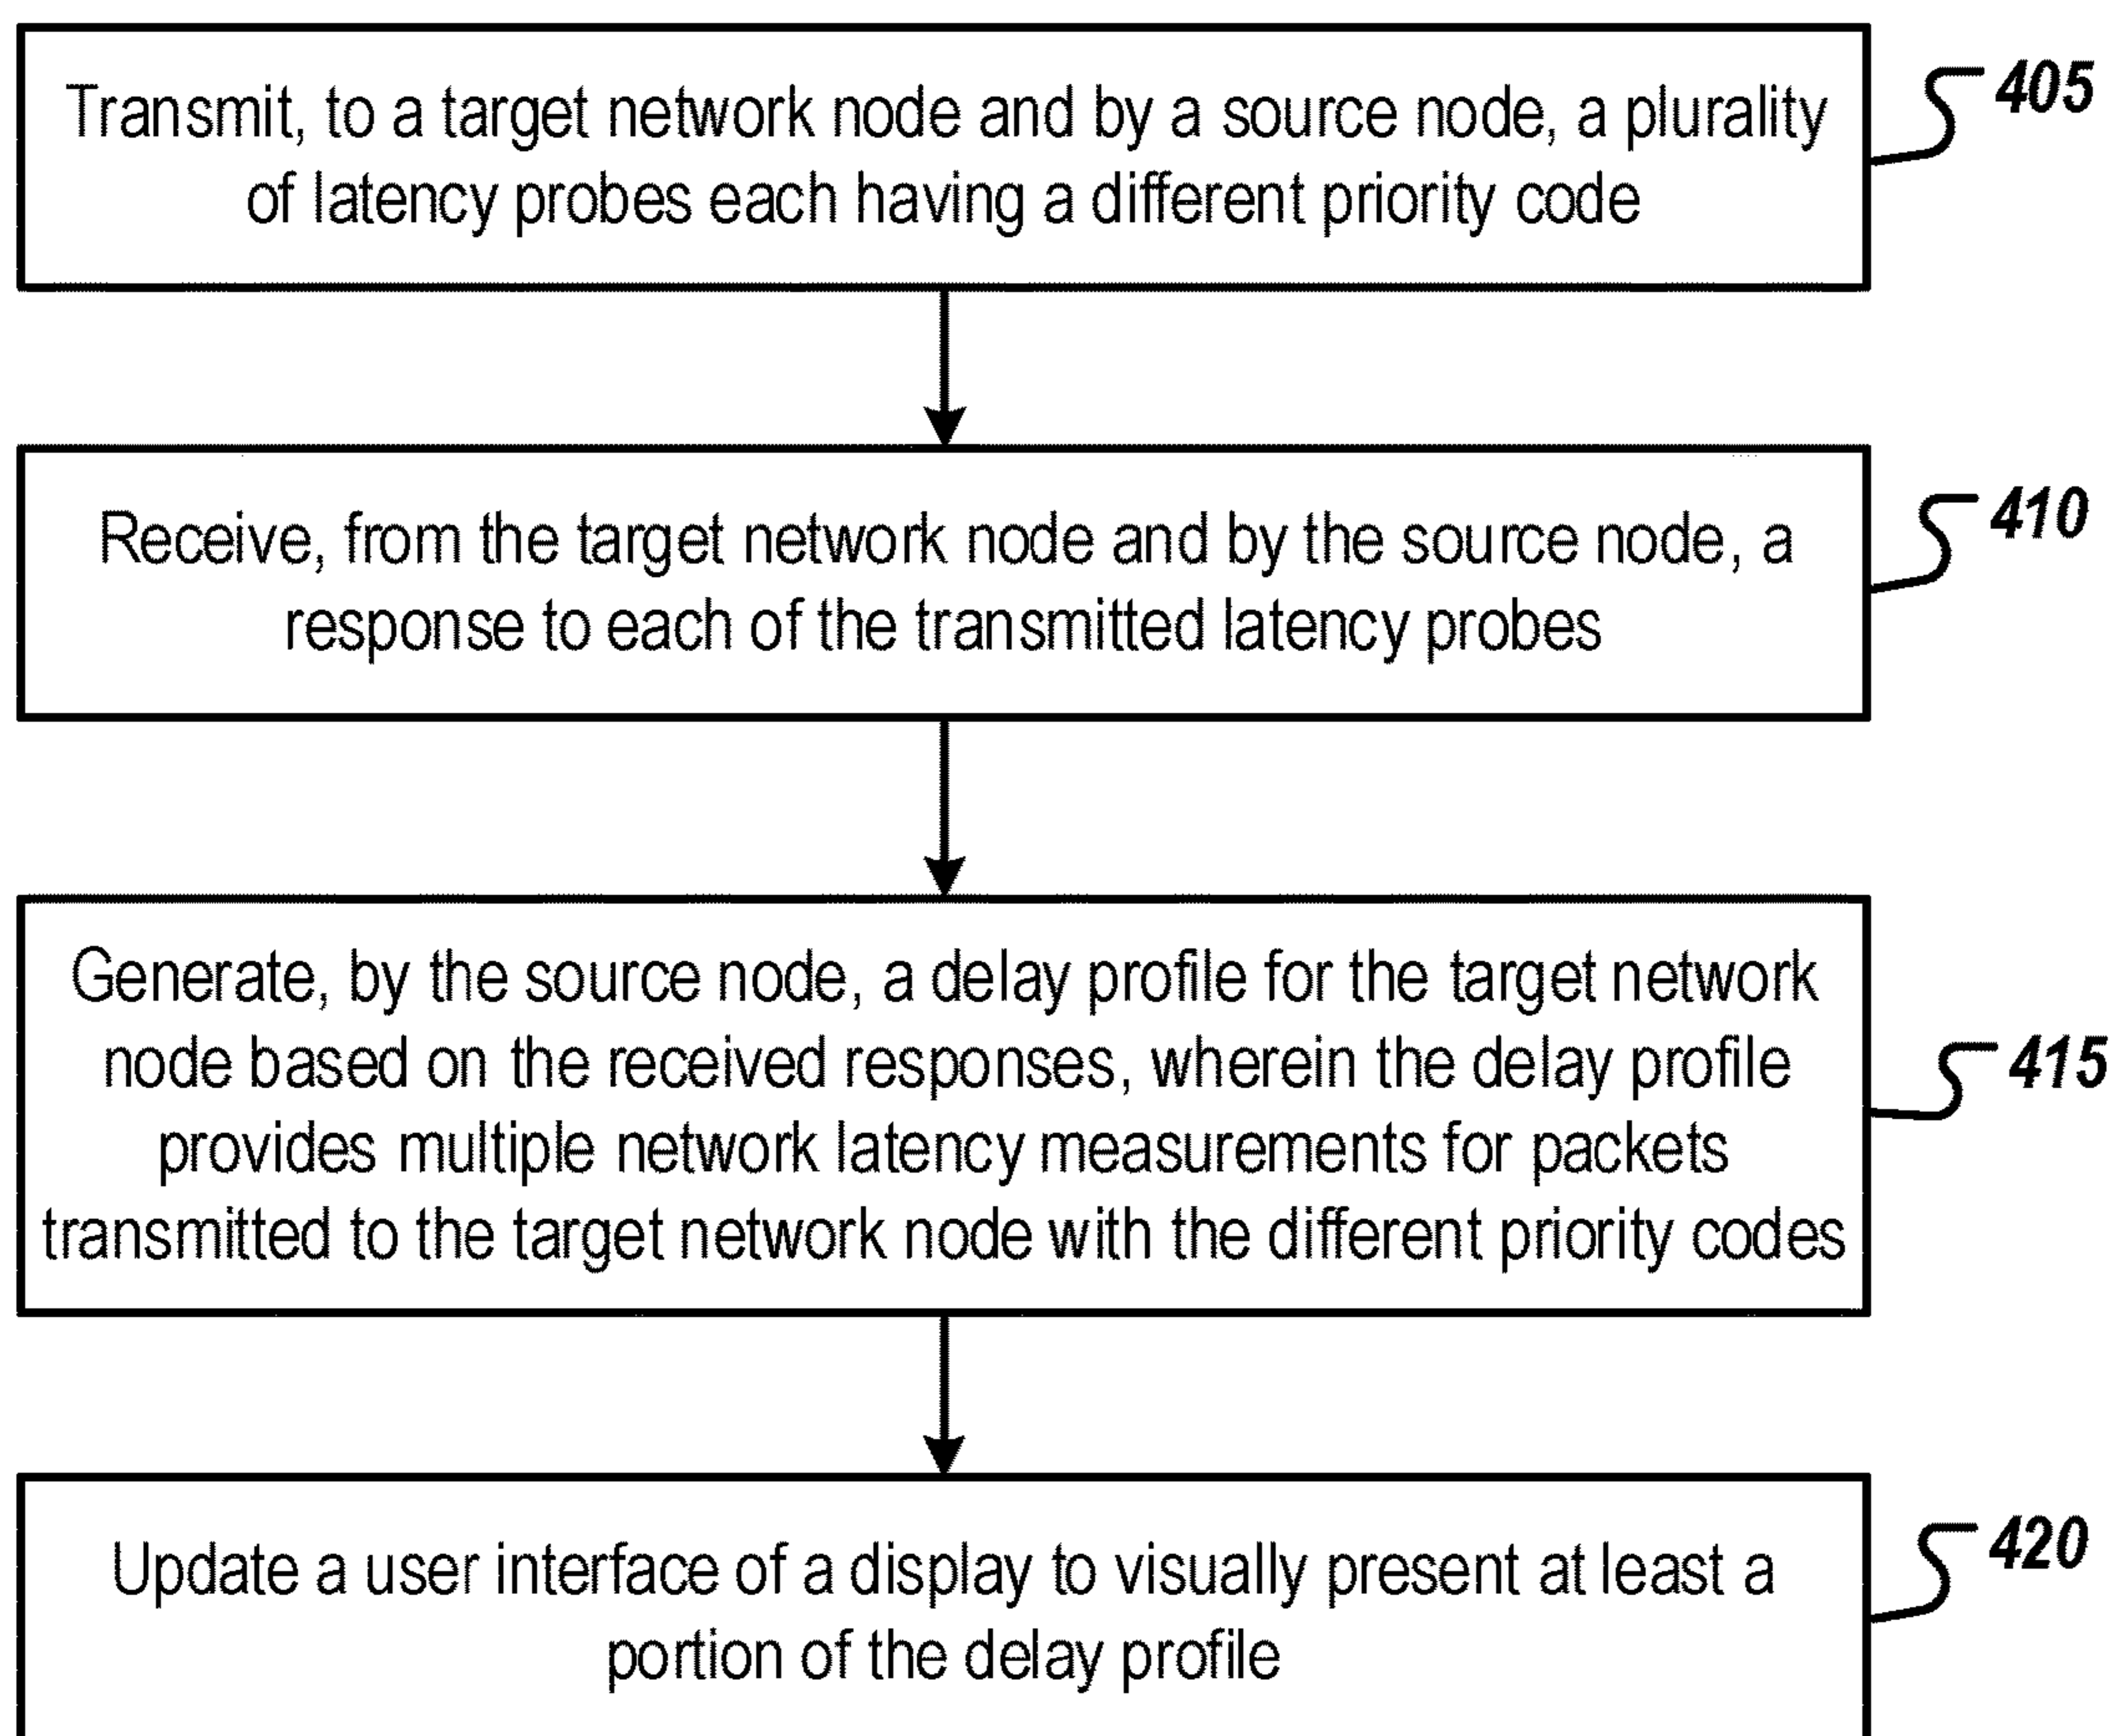 Transmit, to a target network node and by a source node, a plurality
of latency probes each having a different priority code
405
Receive, from the target network node and by the source node, a
response to each of the transmitted latency probes
410
Generate, by the source node, a delay profile for the target network
node based on the received responses, wherein the delay profile
provides multiple network latency measurements for packets
transmitted to the target network node with the different priority codes
415
Update a user interface of a display to visually present at least a
portion of the delay profile
420